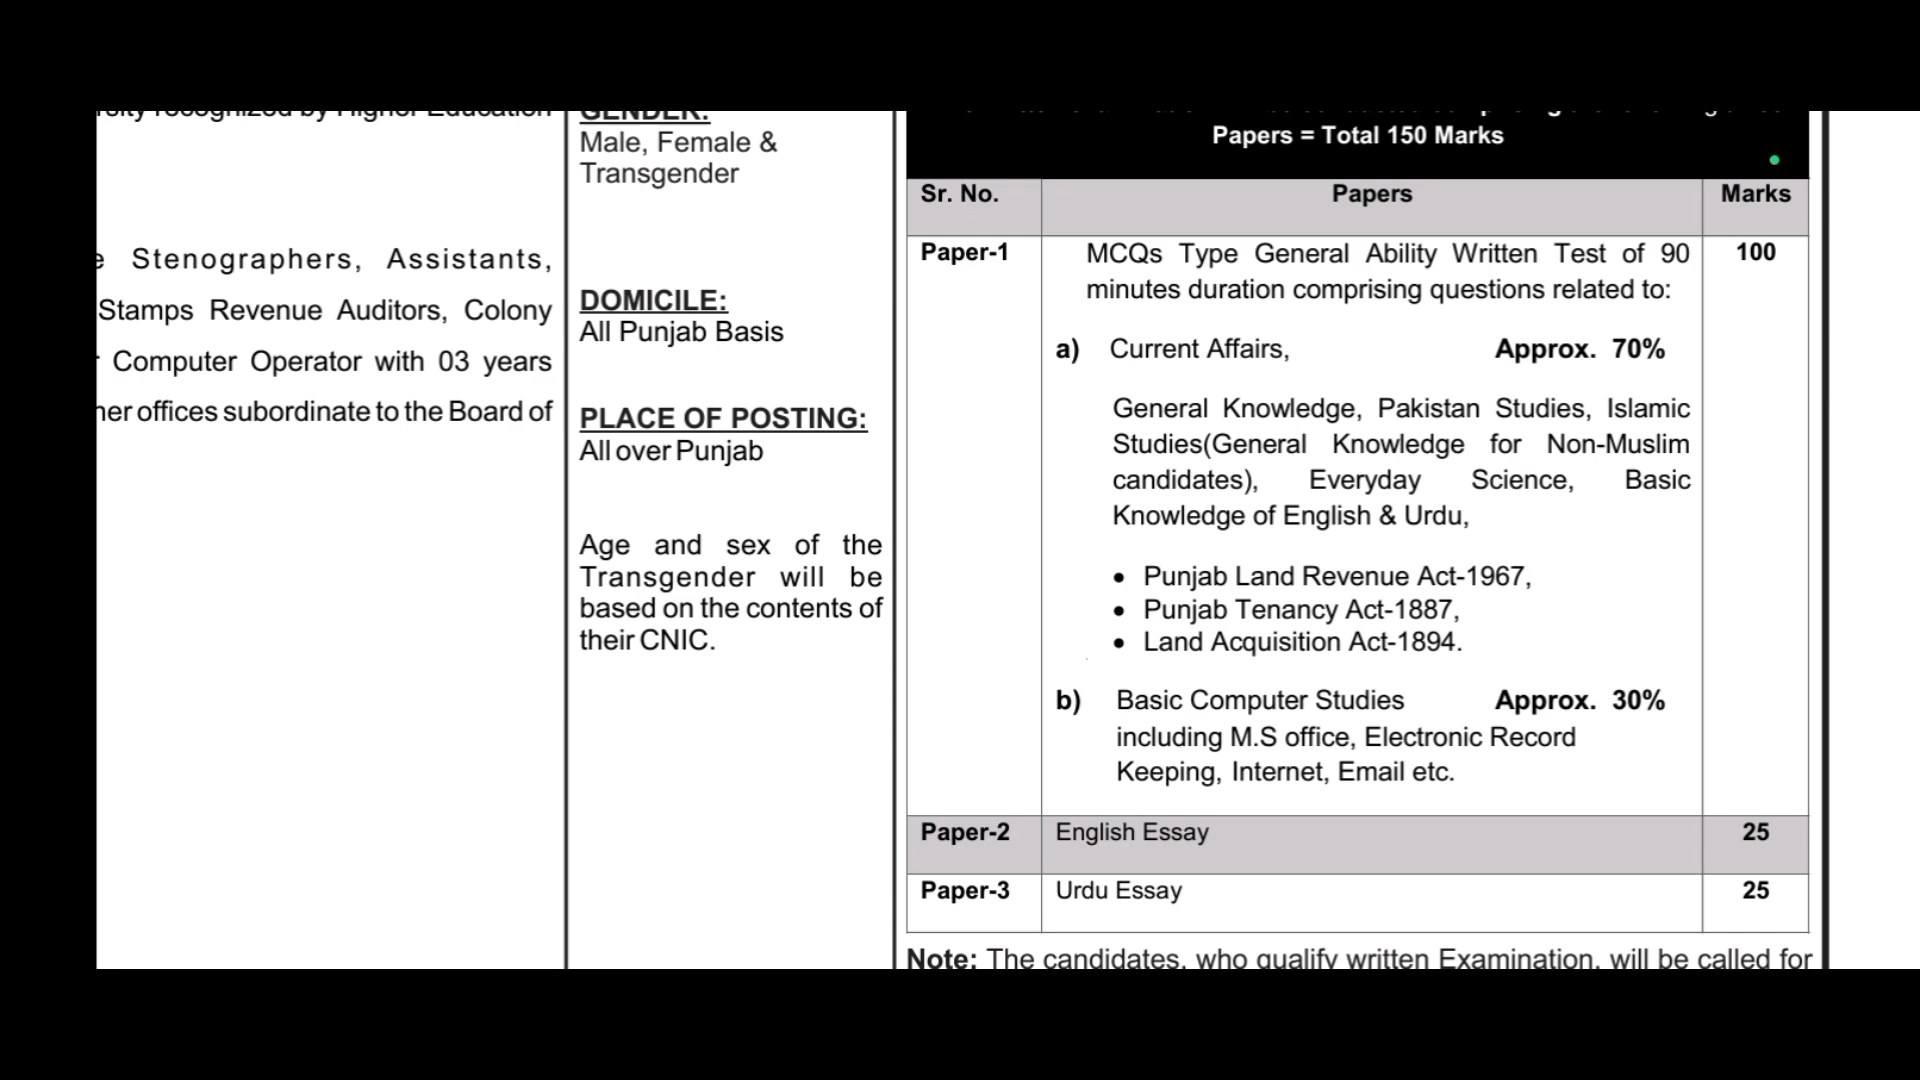 recognized by Higher Education
Stenographers, Assistants,
Stamps Revenue Auditors, Colony
Computer Operator with 03 years
offices subordinate to the Board of
GENDER:
Male, Female &
Transgender
DOMICILE:
All Punjab Basis
PLACE OF POSTING:
All over Punjab
Age and sex of the
Transgender will be
based on the contents of
their CNIC.
Papers = Total 150 Marks
Sr. No. Papers Marks
Paper-1 MCQs Type General Ability Written Test of 90 100
minutes duration comprising questions related to:
a) Current Affairs, Approx. 70%
General Knowledge, Pakistan Studies, Islamic
Studies(General Knowledge for Non-Muslim
candidates), Everyday Science, Basic
Knowledge of English & Urdu,
• Punjab Land Revenue Act-1967,
• Punjab Tenancy Act-1887,
• Land Acquisition Act-1894.
b) Basic Computer Studies Approx. 30%
including M.S office, Electronic Record
Keeping, Internet, Email etc.
Paper-2 English Essay 25
Paper-3 Urdu Essay 25
Note: The candidates, who qualify written Examination, will be called for